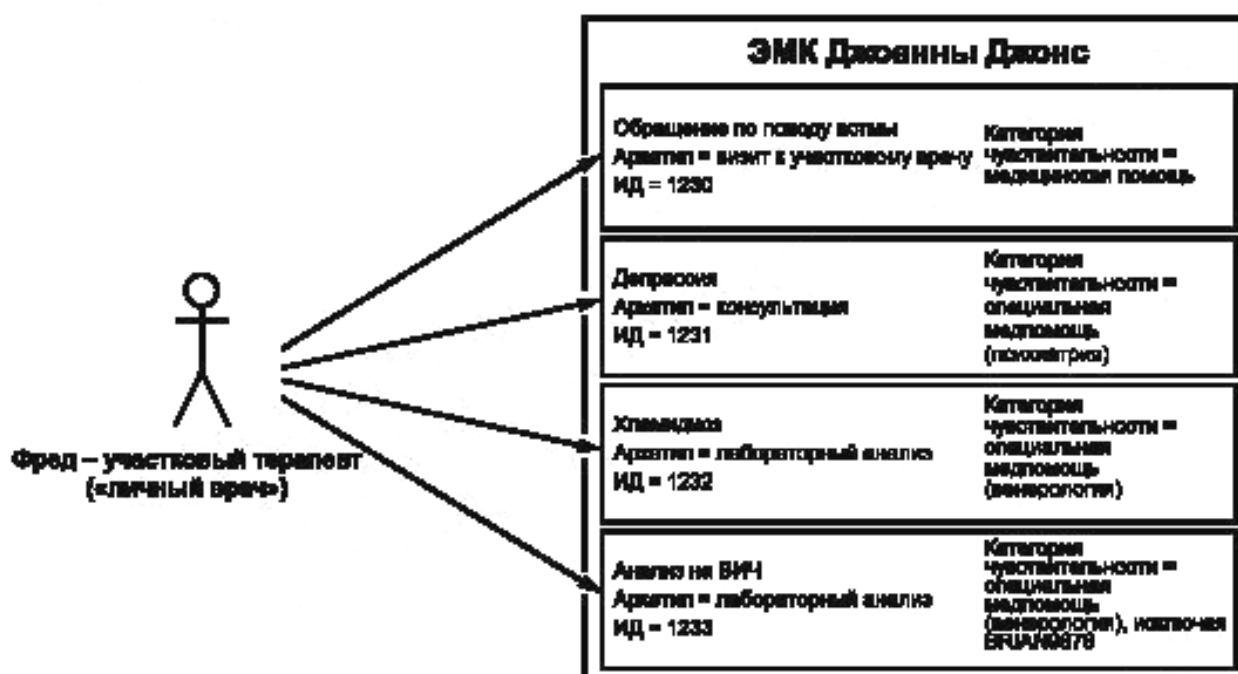 ЭМК Джоанны Джонс
Обращение по поводу астмы
Архетип = визит к участковому врачу
ИД = 1230
Категория
чувствительности =
медицинская помощь
Депрессия
Архетип = консультация
ИД = 1231
Категория
чувствительности =
специальная
медпомощь
(психиатрия)
Хламидиоз
Архетип = лабораторный анализ
ИД = 1232
Категория
чувствительности =
специальная
медпомощь
(венерология)
Анализ на ВИЧ
Архетип = лабораторный анализ
ИД = 1233
Категория
чувствительности =
специальная
медпомощь
(венерология), исключая
Фред – участковый терапевт
(«личный врач»)